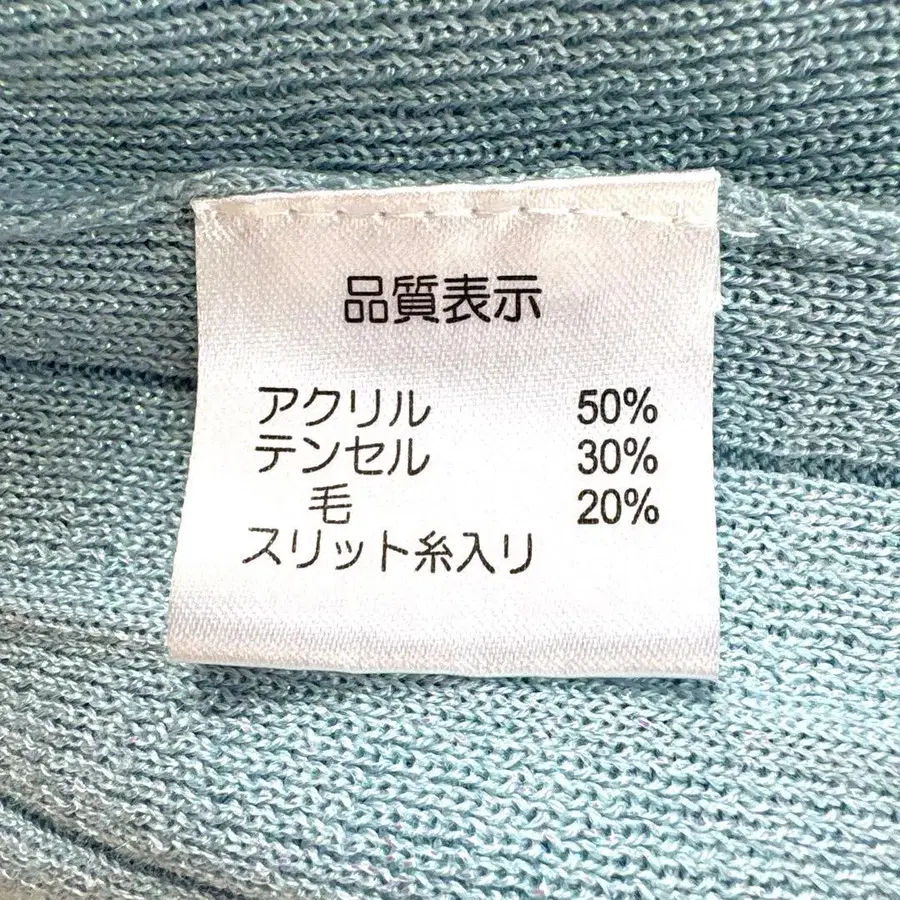 品質表示
アクリル 50%
テンセル 30%
毛 20%
スリット糸入リ